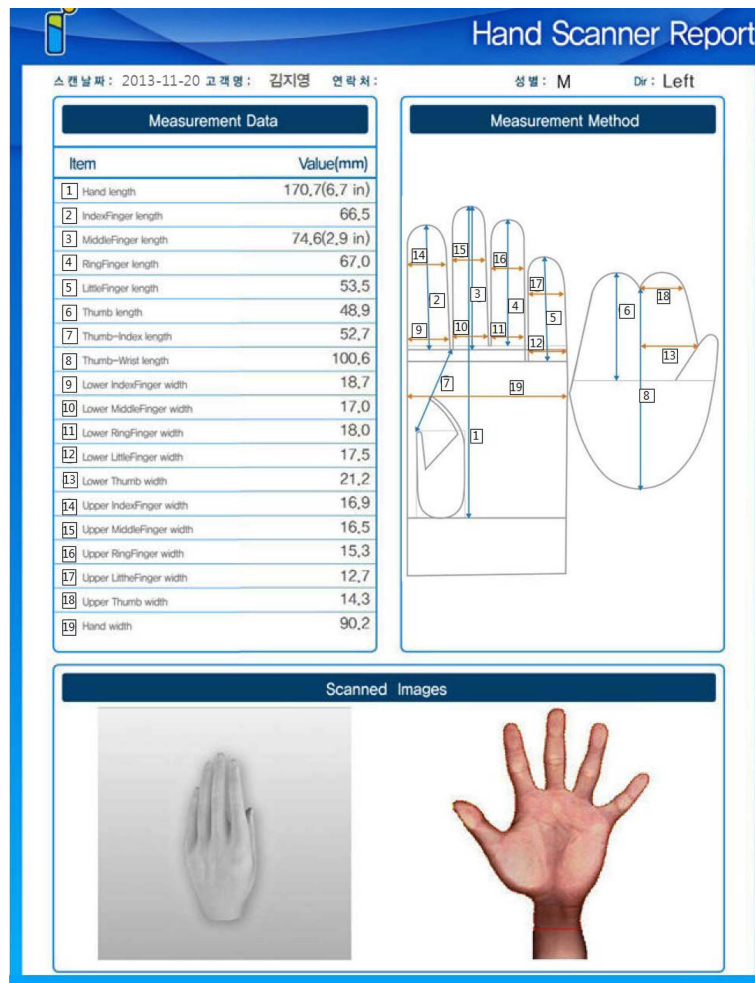 Hand Scanner Report
스캔날짜: 2013-11-20 고객명: 김지영 연락처: 성별: M Dir: Left
Measurement Data
Item Value(mm)
1 Hand length 170.7(6.7 in)
2 IndexFinger length 66.5
3 MiddleFinger length 74.6(2.9 in)
4 RingFinger length 67.0
5 LittleFinger length 53.5
6 Thumb length 48.9
7 Thumb-Index length 52.7
8 Thumb-Wrist length 100.6
9 Lower IndexFinger width 18.7
10 Lower MiddleFinger width 17.0
11 Lower RingFinger width 18.0
12 Lower LittleFinger width 17.5
13 Lower Thumb width 21.2
14 Upper IndexFinger width 16.9
15 Upper MiddleFinger width 16.5
16 Upper RingFinger width 15.3
17 Upper LittheFinger width 12.7
18 Upper Thumb width 14.3
19 Hand width 90.2
Measurement Method
15
14 16
17 18
2 3 4 6
5
9 10 11
12 13
7 19 8
1
Scanned Images